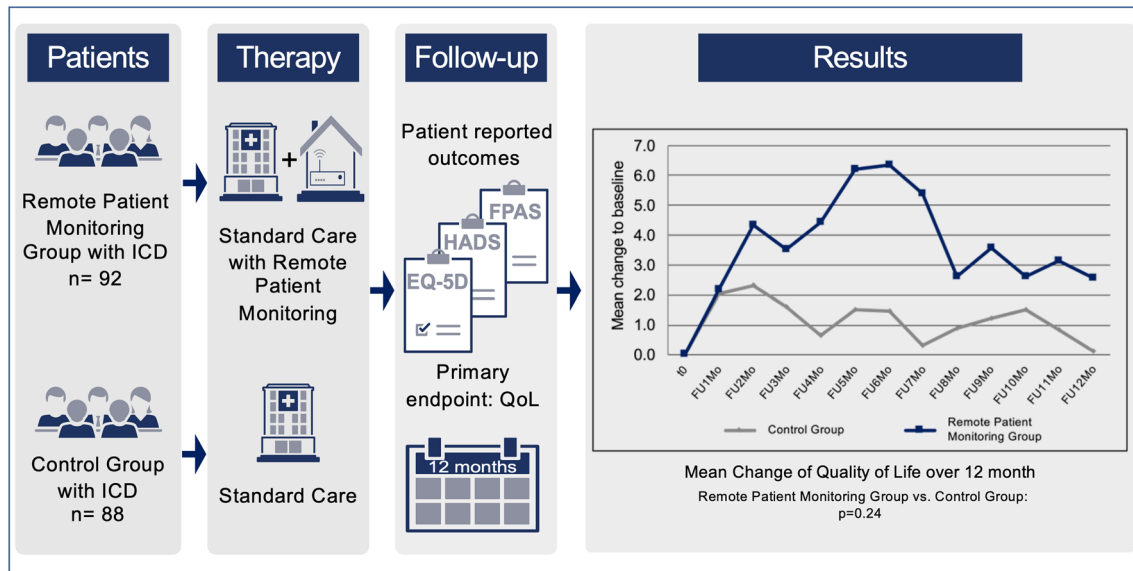 Patients
Remote Patient
Monitoring
Group with ICD
n= 92
Control Group
with ICD
n= 88
Therapy
+
Standard Care
with Remote
Patient
Monitoring
Standard Care
Follow-up
Patient reported
outcomes
FPAS
HADS
EQ-5D
Primary
endpoint: QoL
12 months
Results
Mean change to baseline
7.0
6.0
5.0
4.0
3.0
2.0
1.0
0.0
t0
FU1Mo
FU2Mo
FU3Mo
FU4Mo
FU5Mo
FU6Mo
FU7Mo
FU8Mo
FU9Mo
FU10Mo
FU11Mo
FU12Mo
Control Group
Remote Patient
Monitoring Group
Mean Change of Quality of Life over 12 month
Remote Patient Monitoring Group vs. Control Group:
p=0.24